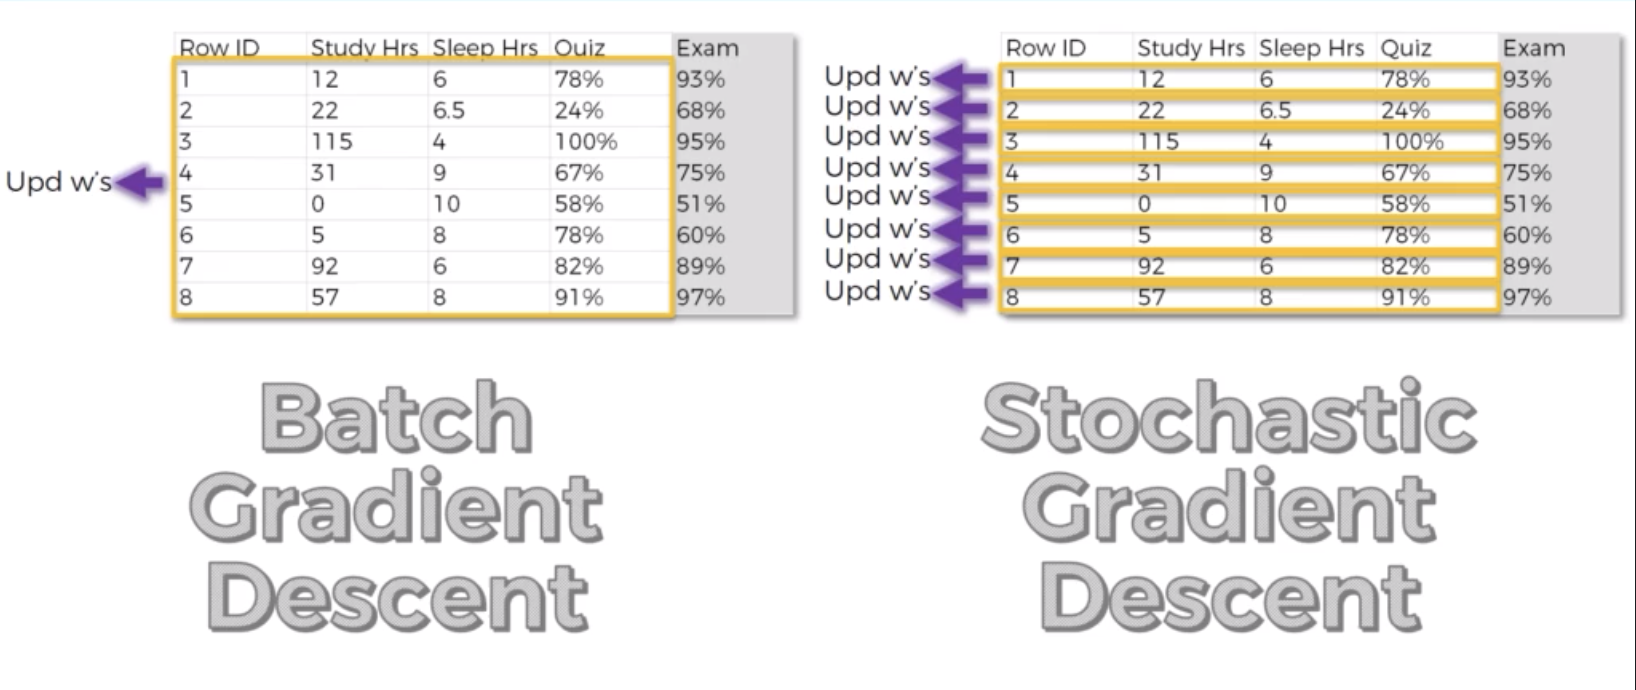 Row ID Study Hrs Sleep Hrs Quiz Exam
1 12 6 78% 93%
2 22 6.5 24% 68%
3 115 4 100% 95%
4 31 9 67% 75%
5 0 10 58% 51%
6 5 8 78% 60%
7 92 6 82% 89%
8 57 8 91% 97%
Upd w's
Batch
Gradient
Descent
Row ID Study Hrs Sleep Hrs Quiz Exam
Upd w's 1 12 6 78% 93%
Upd w's 2 22 6.5 24% 68%
Upd w's 3 115 4 100% 95%
Upd w's 4 31 9 67% 75%
Upd w's 5 0 10 58% 51%
Upd w's 6 5 8 78% 60%
Upd w's 7 92 6 82% 89%
Upd w's 8 57 8 91% 97%
Stochastic
Gradient
Descent